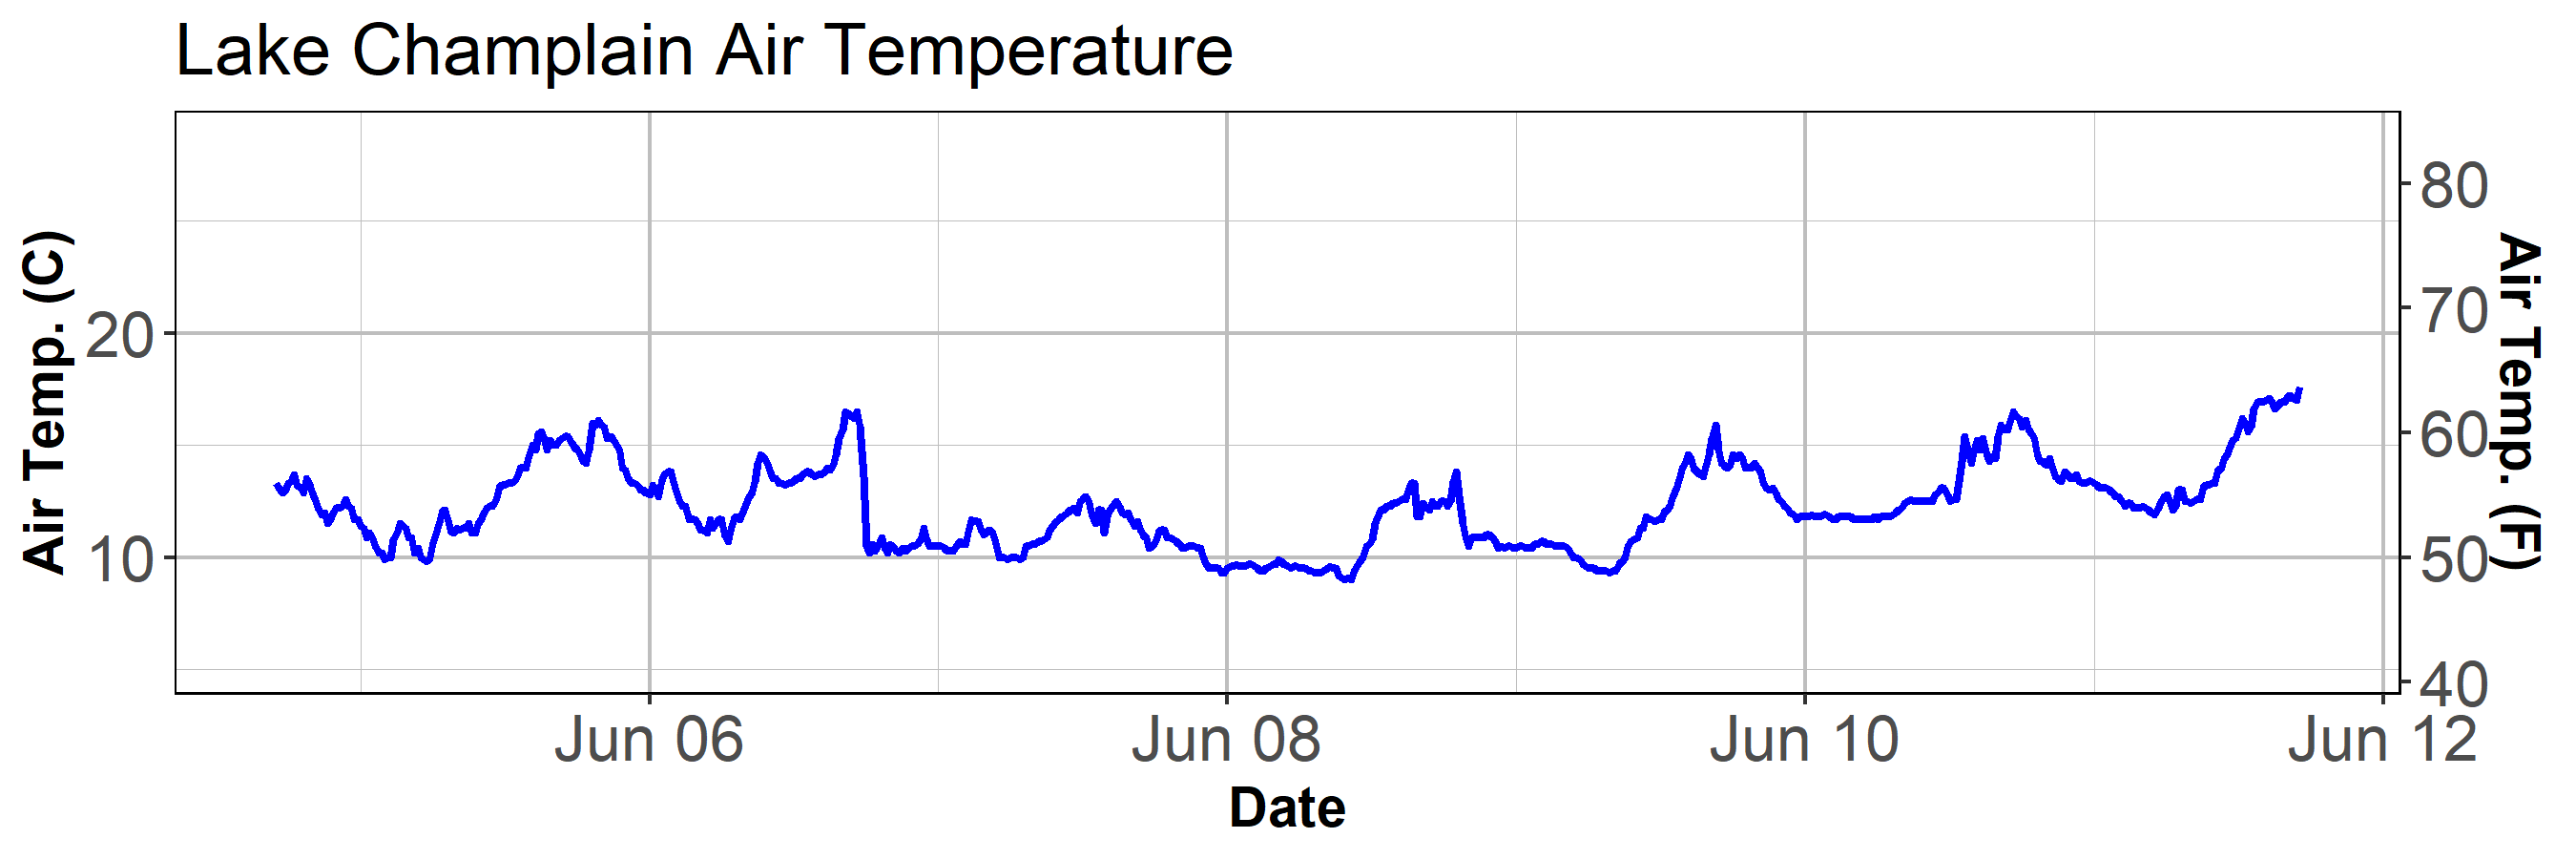 Lake Champlain Air Temperature
Air Temp. (C)
20
10
80
70
60
50
40
Air Temp. (F)
Jun 06 Jun 08 Jun 10 Jun 12
Date